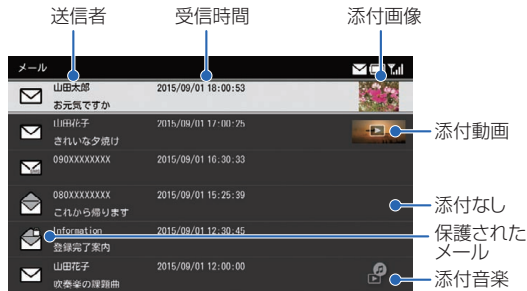 送信者
受信時間
添付画像
メール
山田太郎 2015/09/01 18:00:53
お元気ですか
山田花子 2015/09/01 17:00:25
きれいな夕焼け
添付動画
090XXXXXXXX 2015/09/01 16:30:33
080XXXXXXXX 2015/09/01 15:25:39
これから帰ります
添付なし
Information 2015/09/01 12:30:45
登録完了案内
保護された
メール
山田花子 2015/09/01 12:00:00
吹奏楽の課題曲
添付音楽